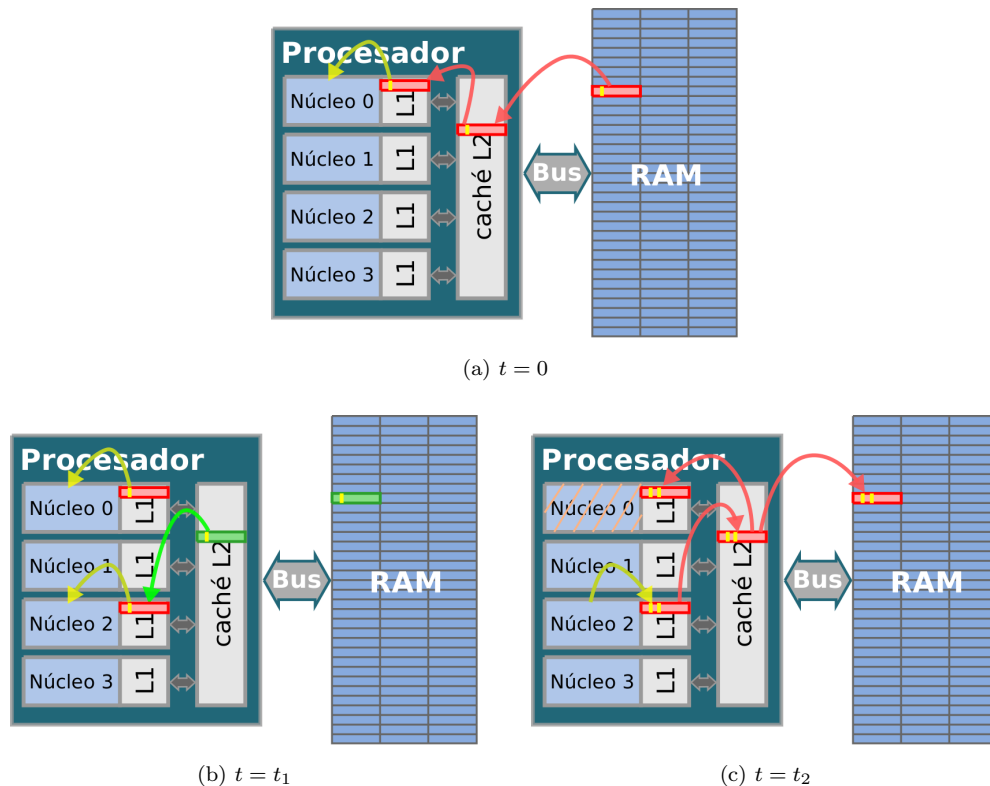 Procesador
Núcleo 0 L1
Núcleo 1 L1
Núcleo 2 L1
Núcleo 3 L1
caché L2
Bus
RAM
(a) t = 0
Procesador
Núcleo 0 L1
Núcleo 1 L1
Núcleo 2 L1
Núcleo 3 L1
caché L2
Bus
RAM
(b) t = t₁
Procesador
Núcleo 0 L1
Núcleo 1 L1
Núcleo 2 L1
Núcleo 3 L1
caché L2
Bus
RAM
(c) t = t₂